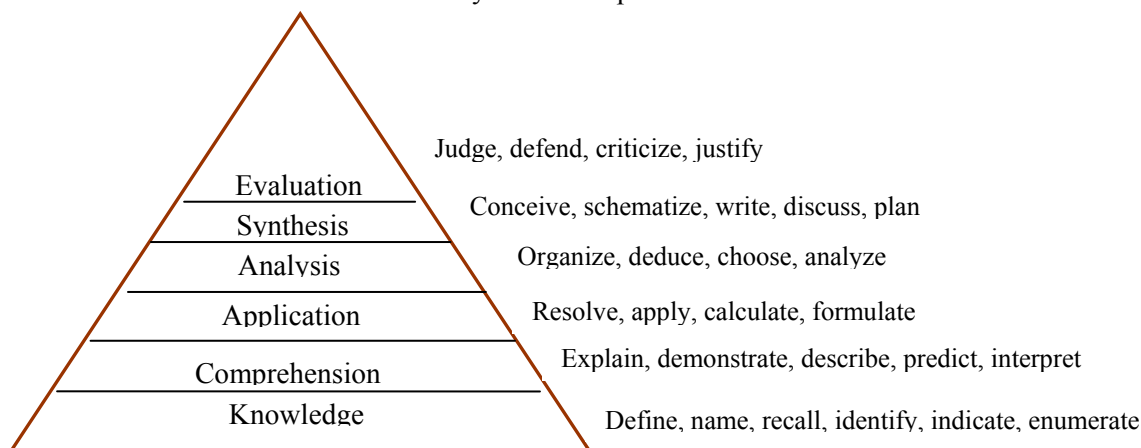 Judge, defend, criticize, justify
Evaluation
Conceive, schematize, write, discuss, plan
Synthesis
Organize, deduce, choose, analyze
Analysis
Resolve, apply, calculate, formulate
Application
Explain, demonstrate, describe, predict, interpret
Comprehension
Knowledge
Define, name, recall, identify, indicate, enumerate